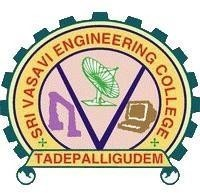 SRI VASAVI ENGINEERING COLLEGE
TADEPALLIGUDEM